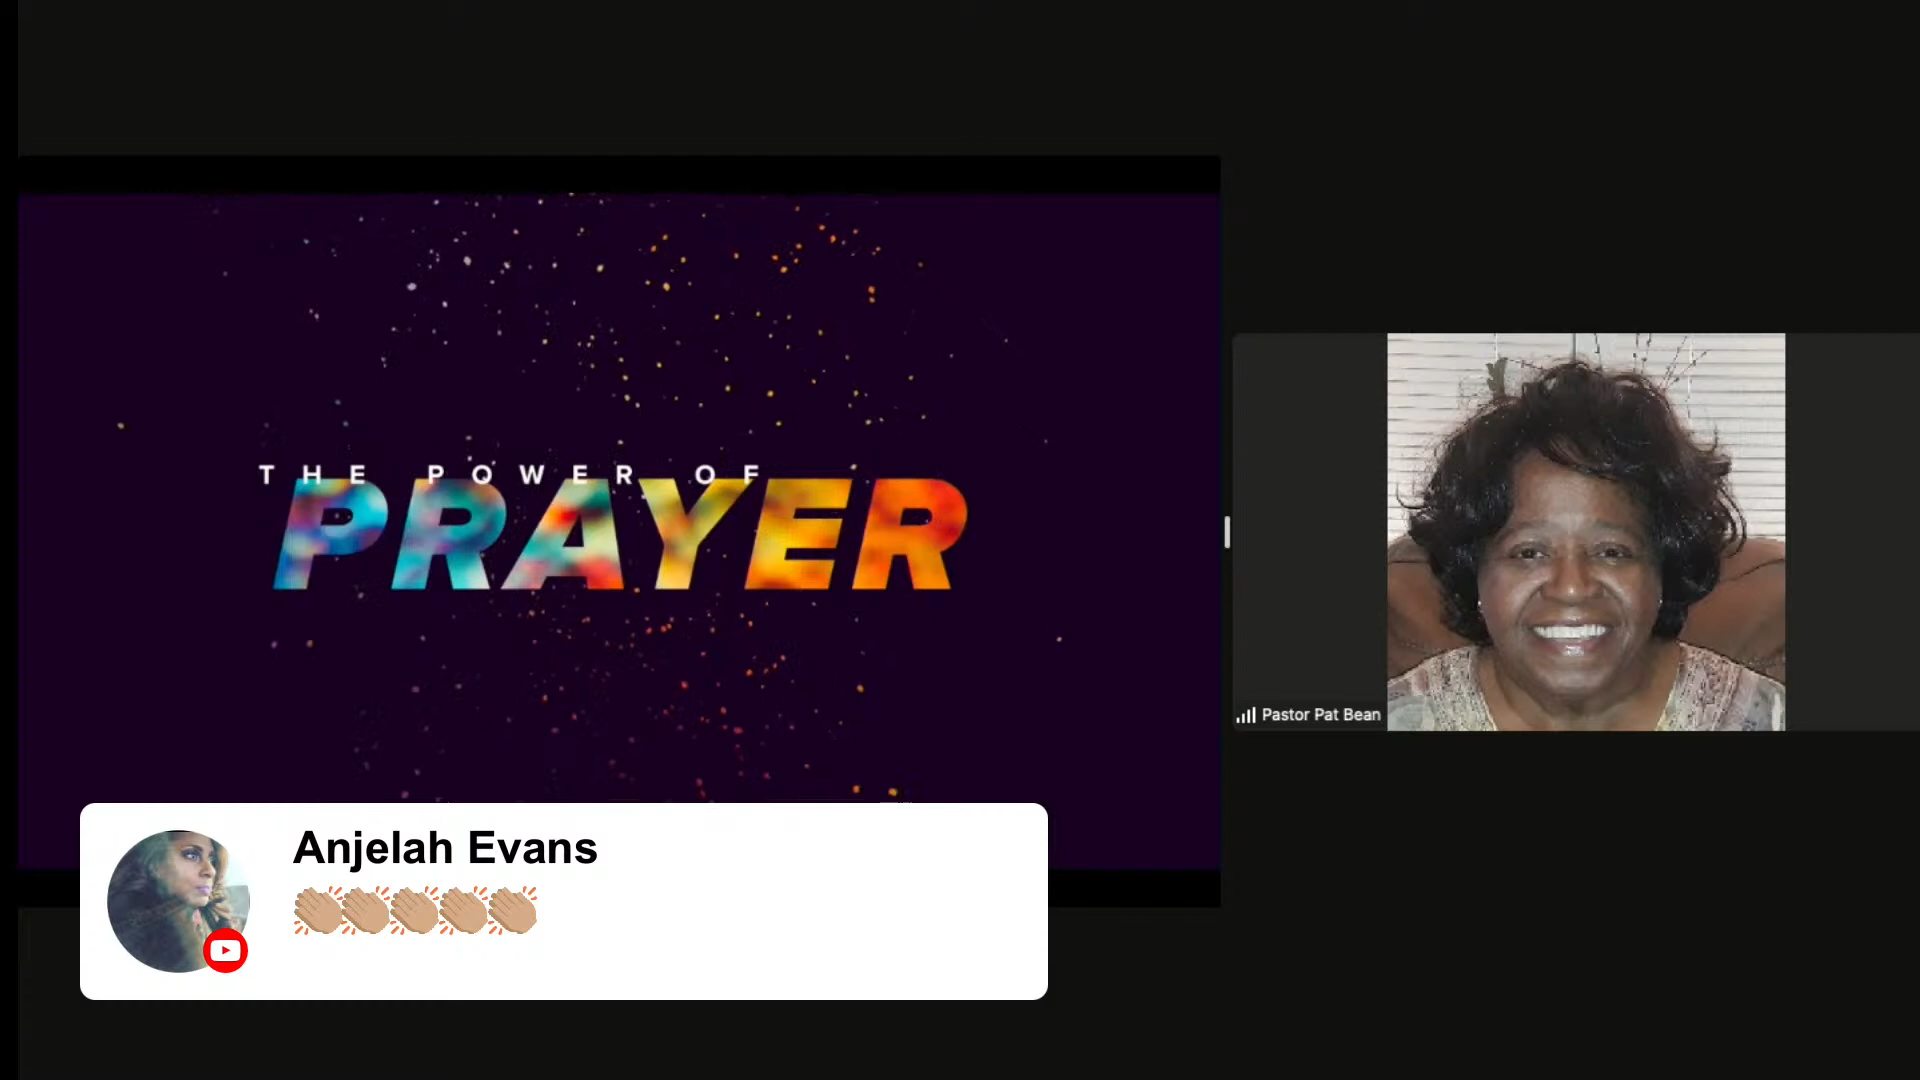 THE POWER OF
PRAYER
Pastor Pat Bean
Anjelah Evans
👏🏽👏🏽👏🏽👏🏽👏🏽